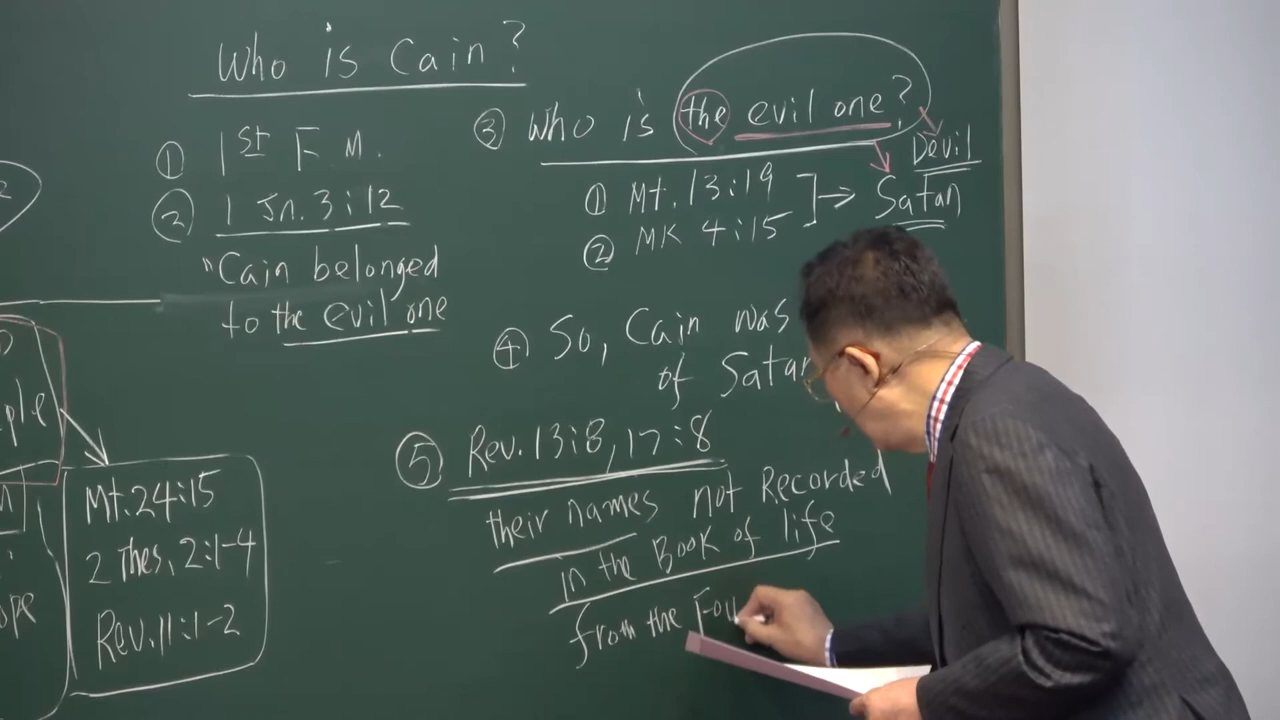 Who is Cain?
① 1st F. M.
② 1 Jn. 3:12
"Cain belonged
to the evil one
③ Who is the evil one?
Devil
① Mt. 13:19
② MK 4:15
→ Satan
④ So, Cain was
of Satan
⑤ Rev. 13:8, 17:8
their names not Recorded
in the Book of life
from the Fou
Mt. 24:15
2 Thes, 2:1-4
Rev. 11:1-2